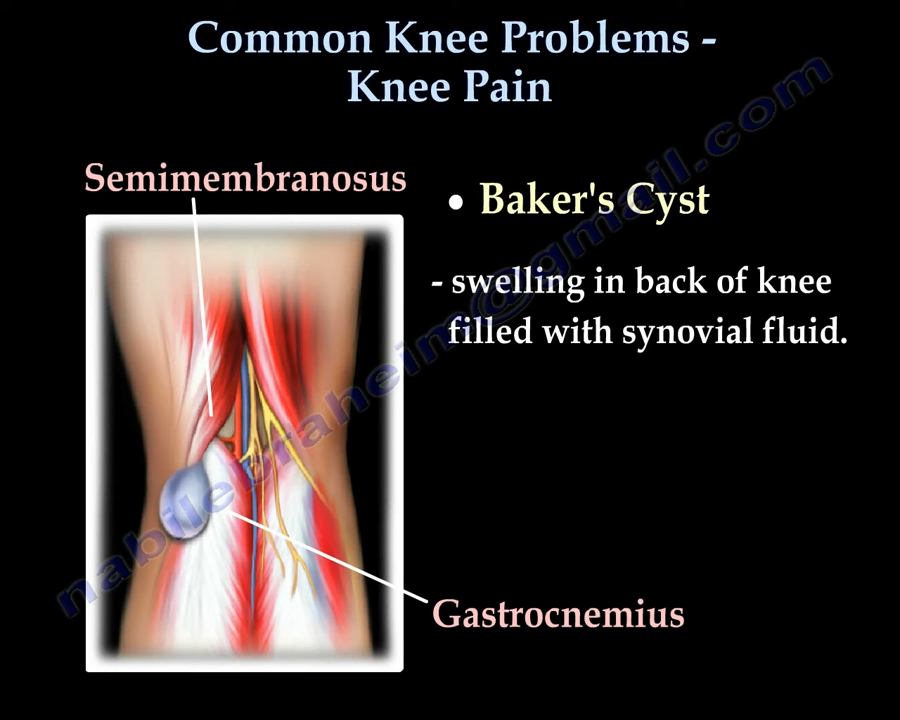 Common Knee Problems -
Knee Pain
Semimembranosus
• Baker's Cyst
- swelling in back of knee
filled with synovial fluid.
Gastrocnemius
nabilebraheim@gmail.com